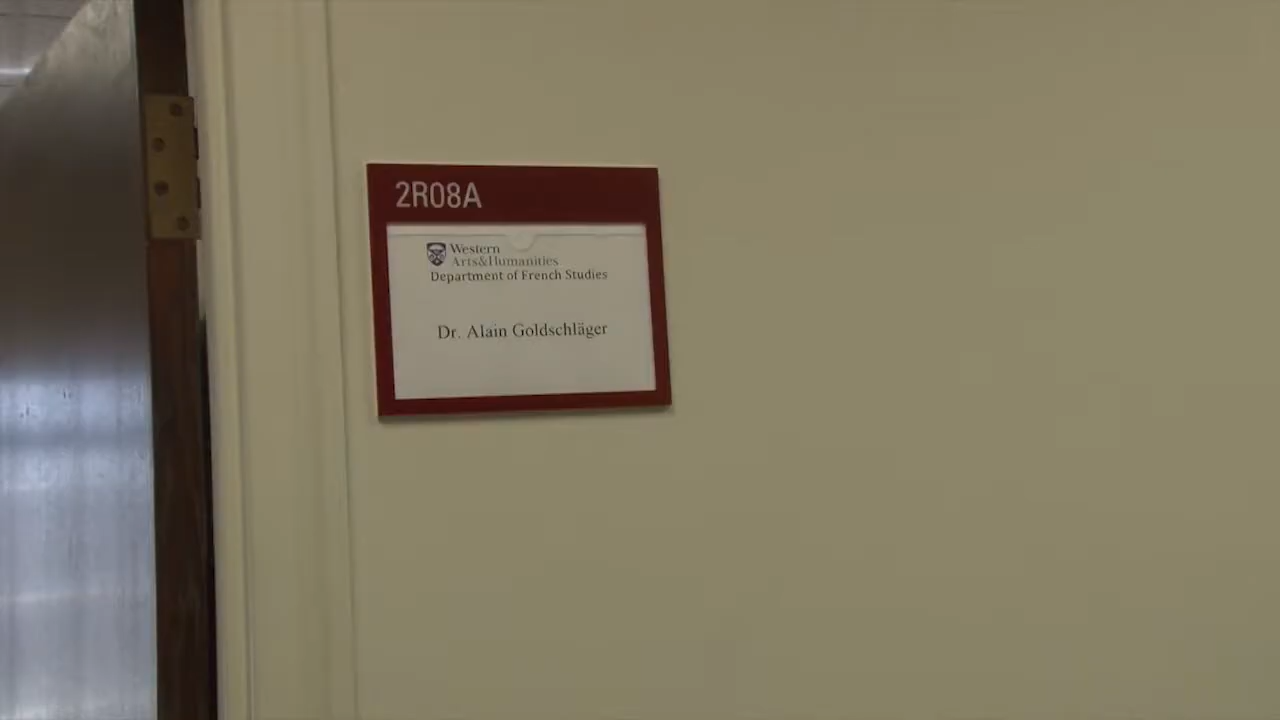 2R08A
Western
Arts&Humanities
Department of French Studies
Dr. Alain Goldschläger